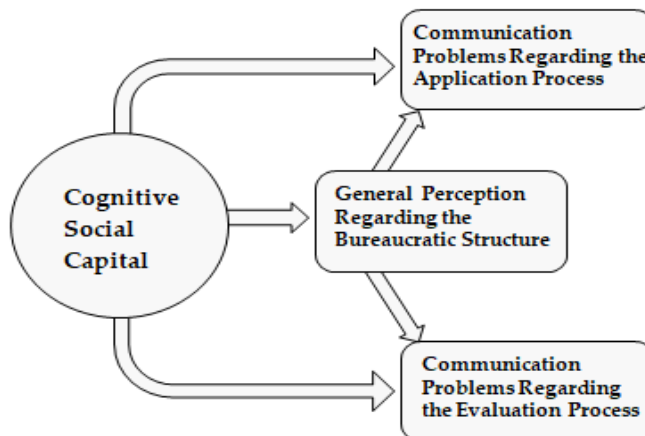 Communication
Problems Regarding the
Application Process
Cognitive
Social
Capital
General Perception
Regarding the
Bureaucratic Structure
Communication
Problems Regarding
the Evaluation Process